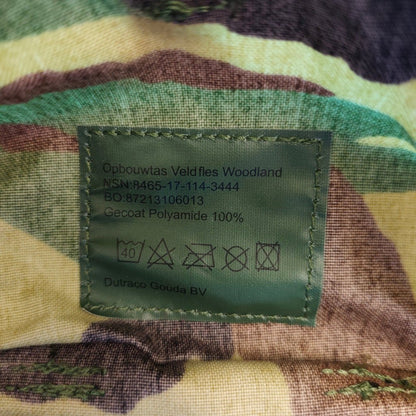 Opbouwtas Veldfles Woodland
NSN:8465-17-114-3444
BO:87213106013
Gecoat Polyamide 100%
40
Dutraco Gouda BV